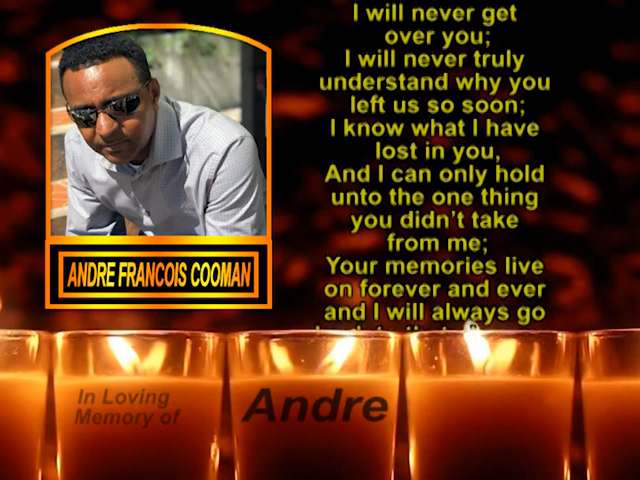 I will never get
over you;
I will never truly
understand why you
left us so soon;
I know what I have
lost in you,
And I can only hold
unto the one thing
you didn't take
from me;
Your memories live
on forever and ever
and I will always go
ANDRE FRANCOIS COOMAN
In Loving
Memory of
Andre